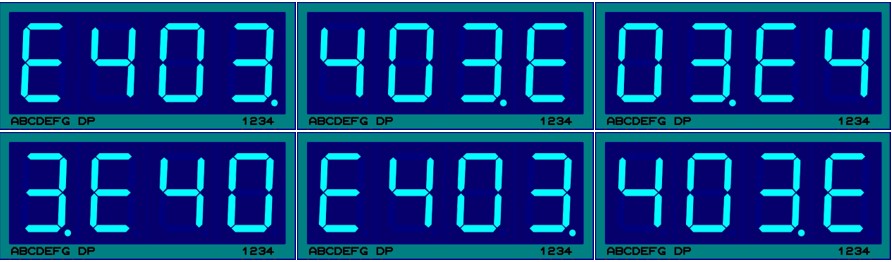 E403. 403.E 03.E4
ABCDEFG DP 1234 ABCDEFG DP 1234 ABCDEFG DP 1234
3.E40 E403. 403.E
ABCDEFG DP 1234 ABCDEFG DP 1234 ABCDEFG DP 1234